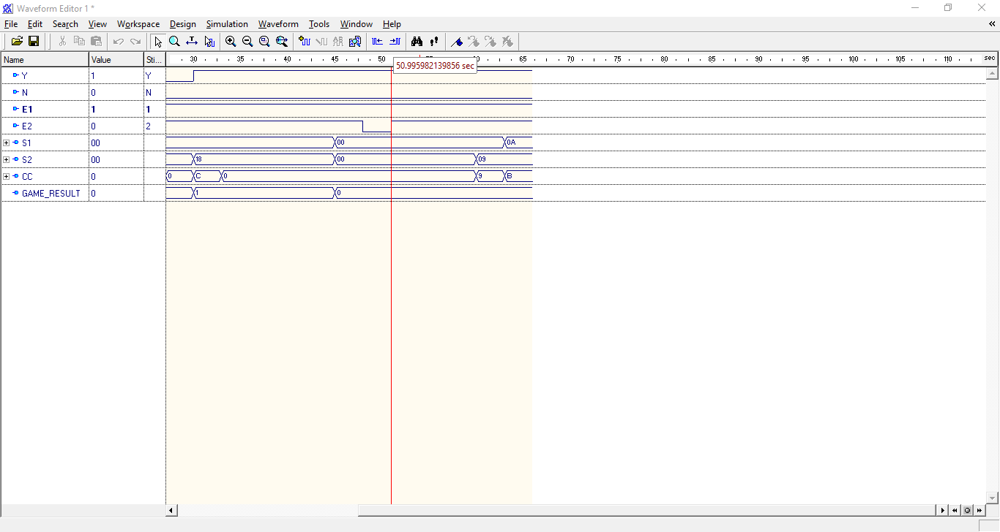 Waveform Editor 1 *
File Edit Search View Workspace Design Simulation Waveform Tools Window Help
Name Value Sti... 30 35 40 45 50 65 70 75 80 85 90 95 100 105 110 sec
50.995982139856 sec
Y 1 Y
N 0 N
E1 1 1
E2 0 2
S1 00 00 0A
S2 00 18 00 09
CC 0 0 C 0 9 B
GAME_RESULT 0 1 0